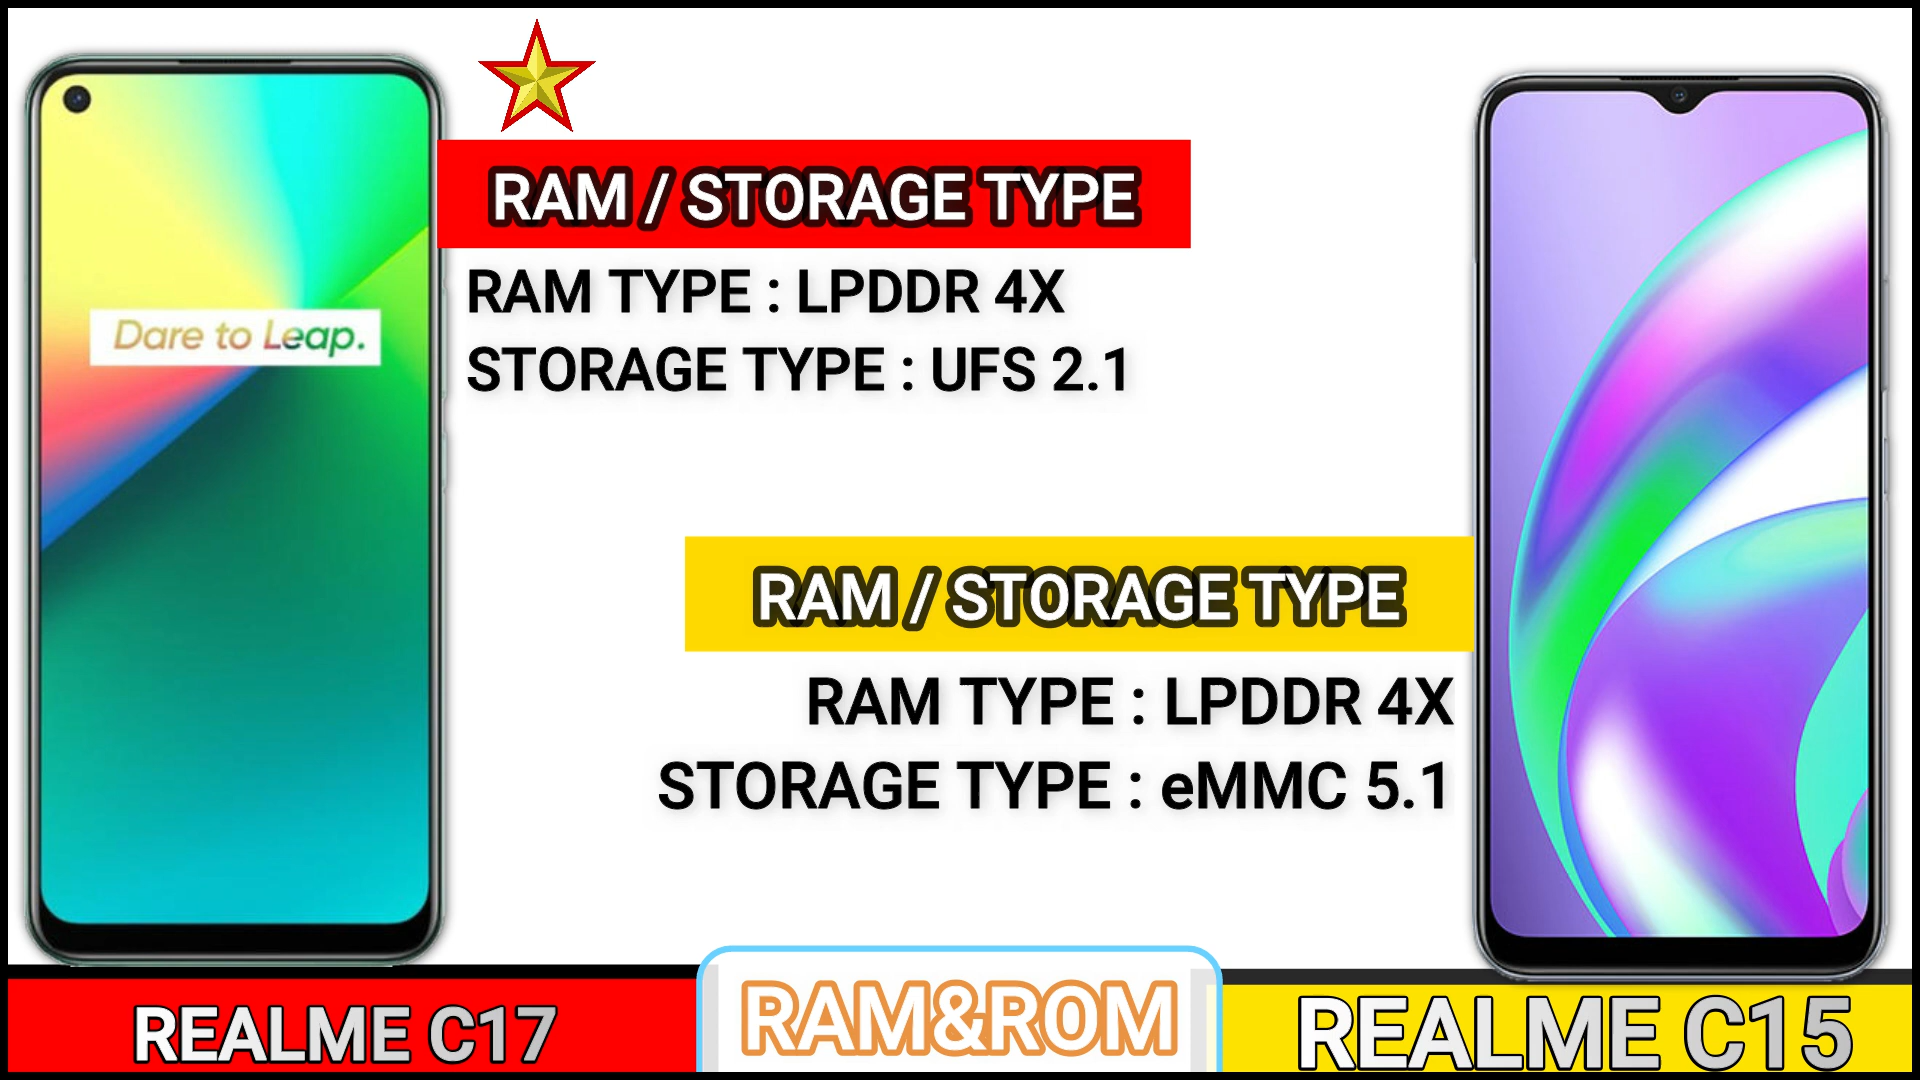 Dare to Leap.
RAM / STORAGE TYPE
RAM TYPE : LPDDR 4X
STORAGE TYPE : UFS 2.1
RAM / STORAGE TYPE
RAM TYPE : LPDDR 4X
STORAGE TYPE : eMMC 5.1
REALME C17
RAM&ROM
REALME C15